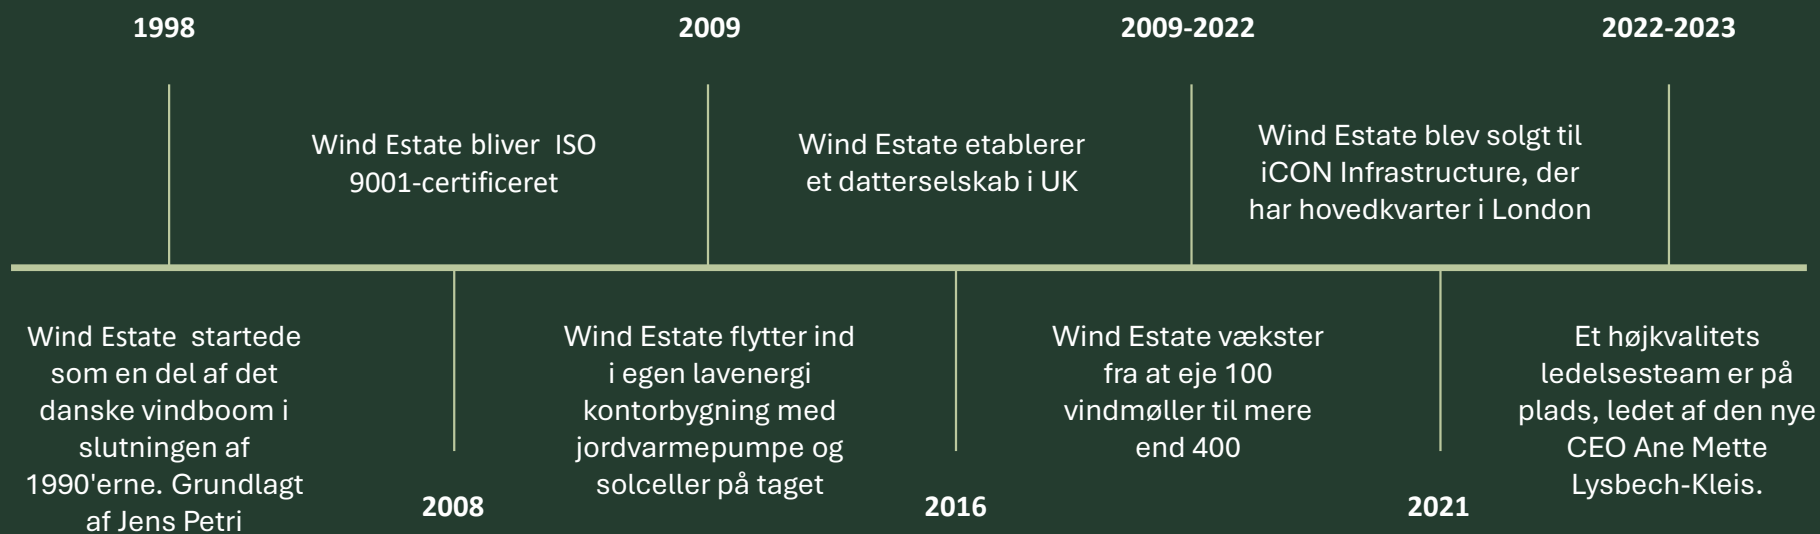 1998
2009
2009-2022
2022-2023
Wind Estate bliver  ISO
9001-certificeret
Wind Estate etablerer
et datterselskab i UK
Wind Estate blev solgt til
iCON Infrastructure, der
har hovedkvarter i London
Wind Estate  startede
som en del af det
danske vindboom i
slutningen af
1990'erne. Grundlagt
af Jens Petri
Wind Estate flytter ind
i egen lavenergi
kontorbygning med
jordvarmepumpe og
solceller på taget
Wind Estate vækster
fra at eje 100
vindmøller til mere
end 400
Et højkvalitets
ledelsesteam er på
plads, ledet af den nye
CEO Ane Mette
Lysbech-Kleis.
2008
2016
2021